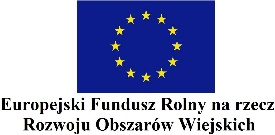 Europejski Fundusz Rolny na rzecz
Rozwoju Obszarów Wiejskich